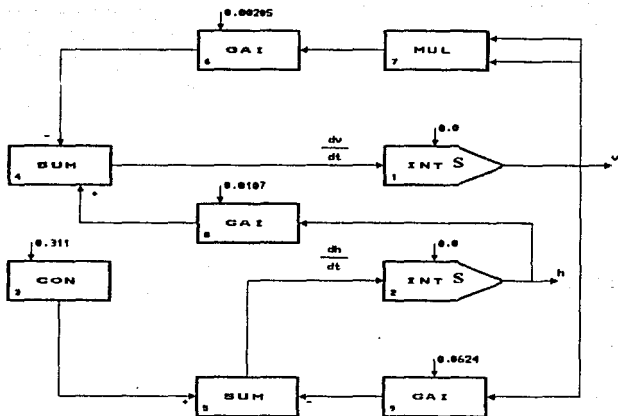 0.00205
GAI
6
MUL
7
-
dv
dt
0.0
SUM
4
INT S
1
v
+
0.0107
GAI
8
0.311
dh
dt
0.0
CON
3
INT S
2
h
0.0624
+
SUM
5
-
GAI
9